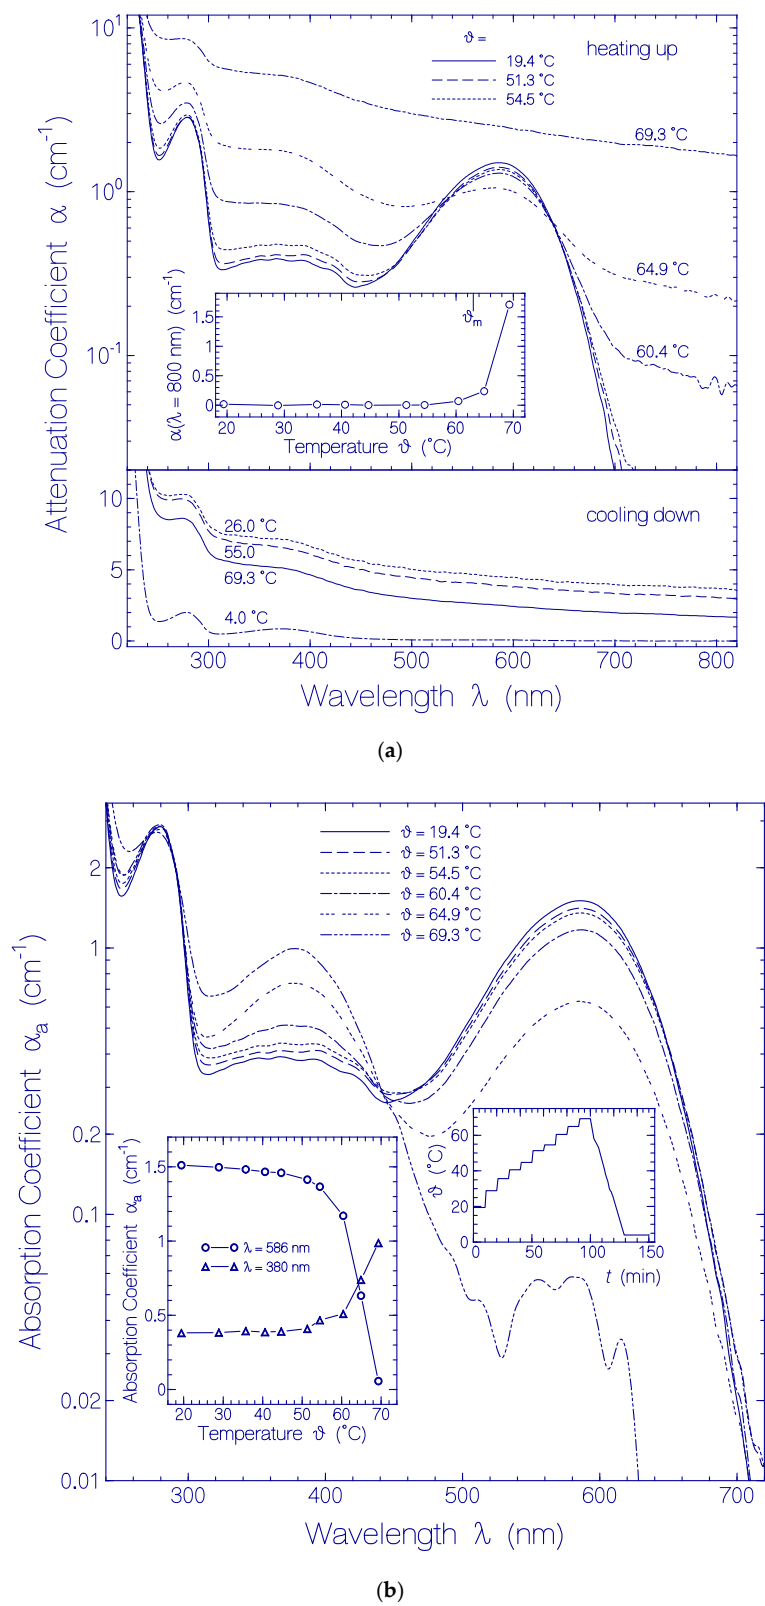 10¹
10⁰
10⁻¹
Attenuation Coefficient α (cm⁻¹)
ϑ =
19.4 °C
51.3 °C
54.5 °C
heating up
69.3 °C
64.9 °C
60.4 °C
α(λ = 800 nm) (cm⁻¹)
1.5
1
0.5
0
ϑm
20 30 40 50 60 70
Temperature ϑ (°C)
10
5
0
26.0 °C
55.0
69.3 °C
4.0 °C
cooling down
300 400 500 600 700 800
Wavelength λ (nm)
(a)
2
1
0.5
0.2
0.1
0.05
0.02
0.01
Absorption Coefficient αa (cm⁻¹)
ϑ = 19.4 °C
ϑ = 51.3 °C
ϑ = 54.5 °C
ϑ = 60.4 °C
ϑ = 64.9 °C
ϑ = 69.3 °C
Absorption Coefficient αa (cm⁻¹)
1.5
1
0.5
0
λ = 586 nm
λ = 380 nm
20 30 40 50 60 70
Temperature ϑ (°C)
ϑ (°C)
60
40
20
0
0 50 100 150
t (min)
300 400 500 600 700
Wavelength λ (nm)
(b)